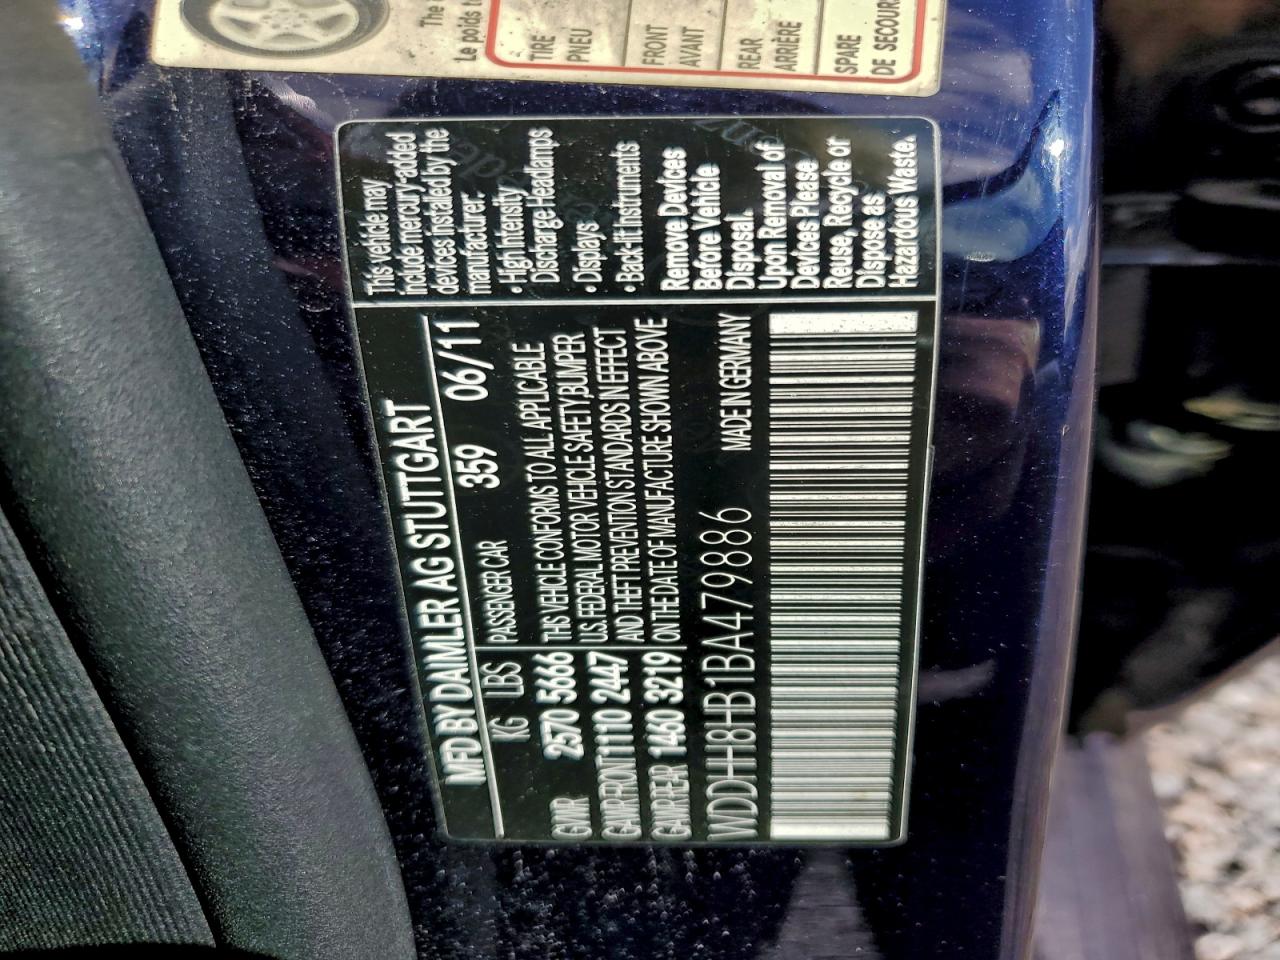 MFD BY DAIMLER AG STUTTGART
KG LBS PASSENGER CAR 359 06/11
GVWR 2570 5666
GAWR FRONT 1110 2447
GAWR REAR 1460 3219
THIS VEHICLE CONFORMS TO ALL APPLICABLE
U.S. FEDERAL MOTOR VEHICLE SAFETY, BUMPER
AND THEFT PREVENTION STANDARDS IN EFFECT
ON THE DATE OF MANUFACTURE SHOWN ABOVE
WDDHH8HB1BA479886 MADE IN GERMANY
This vehicle may
include mercury-added
devices installed by the
manufacturer:
• High Intensity
Discharge Headlamps
• Displays
• Back-lit Instruments
Remove Devices
Before Vehicle
Disposal.
Upon Removal of
Devices Please
Reuse, Recycle or
Dispose as
Hazardous Waste.
The
Le poids
TIRE
PNEU
FRONT
AVANT
REAR
ARRIÈRE
SPARE
DE SECOUR